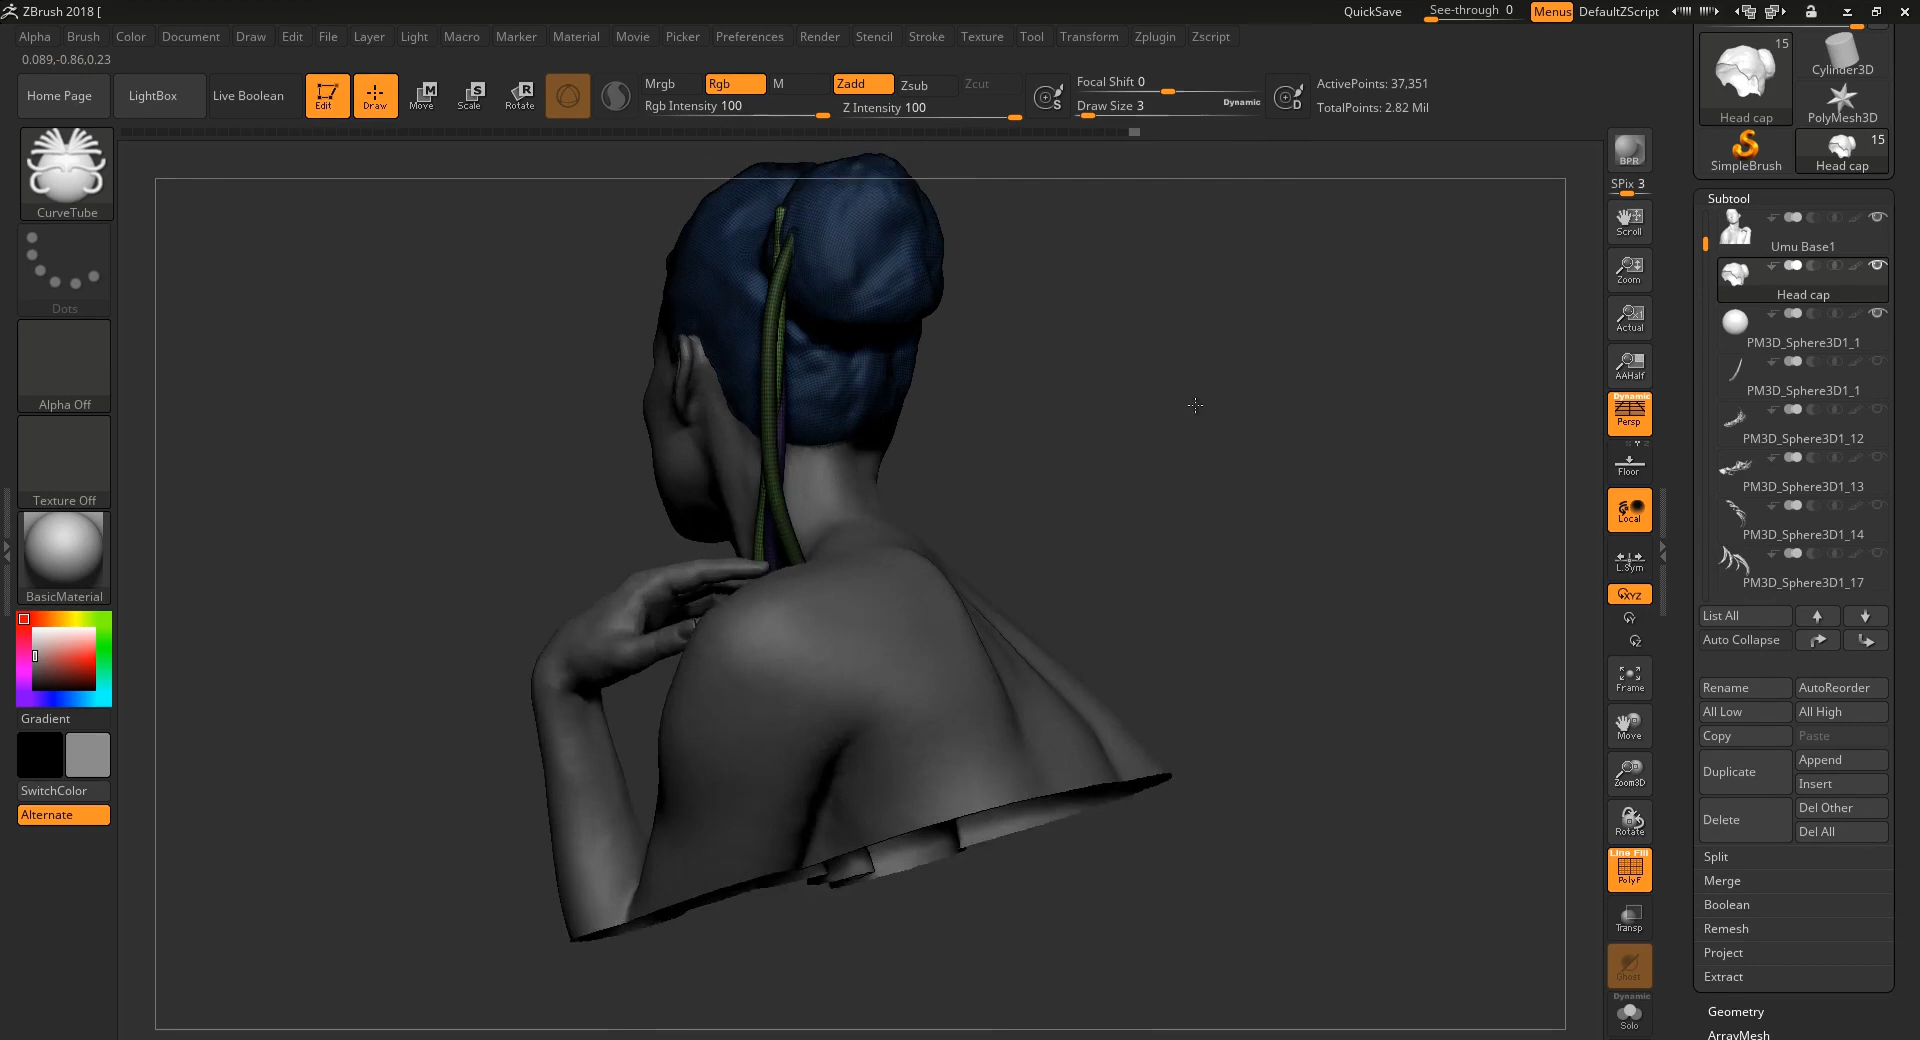 ZBrush 2018 [
QuickSave
See-through 0
Menus
DefaultZScript
Alpha Brush Color Document Draw Edit File Layer Light Macro Marker Material Movie Picker Preferences Render Stencil Stroke Texture Tool Transform Zplugin Zscript
0.089,-0.86,0.23
Home Page
LightBox
Live Boolean
Edit
Draw
Move
Scale
Rotate
Mrgb
Rgb
M
Rgb Intensity 100
Zadd
Zsub
Zcut
Z Intensity 100
S
Focal Shift 0
Draw Size 3
Dynamic
D
ActivePoints: 37,351
TotalPoints: 2.82 Mil
CurveTube
Dots
Alpha Off
Texture Off
BasicMaterial
Gradient
SwitchColor
Alternate
BPR
SPix 3
Scroll
Zoom
Actual
AAHalf
Dynamic
Persp
Floor
Local
L.Sym
XYZ
Y
Z
Frame
Move
Zoom3D
Rotate
Line Fill
PolyF
Transp
Ghost
Dynamic
Solo
15
Head cap
Cylinder3D
PolyMesh3D
SimpleBrush
15
Head cap
Subtool
Umu Base1
Head cap
PM3D_Sphere3D1_1
PM3D_Sphere3D1_1
PM3D_Sphere3D1_12
PM3D_Sphere3D1_13
PM3D_Sphere3D1_14
PM3D_Sphere3D1_17
List All
Auto Collapse
Rename
AutoReorder
All Low
All High
Copy
Paste
Duplicate
Append
Insert
Delete
Del Other
Del All
Split
Merge
Boolean
Remesh
Project
Extract
Geometry
ArrayMesh